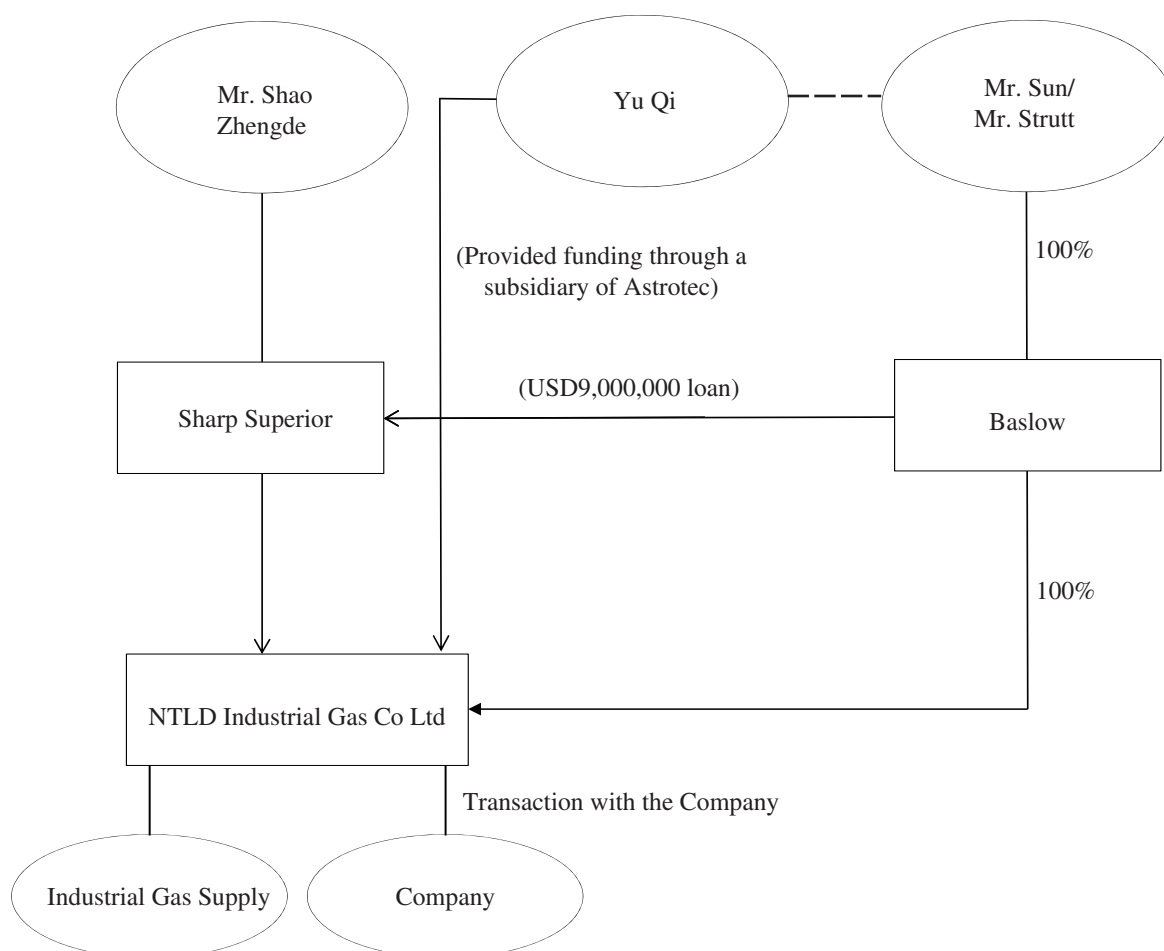 Mr. Shao
Zhengde
Yu Qi
Mr. Sun/
Mr. Strutt
(Provided funding through a
subsidiary of Astrotec)
100%
(USD9,000,000 loan)
Sharp Superior
Baslow
100%
NTLD Industrial Gas Co Ltd
Transaction with the Company
Industrial Gas Supply
Company